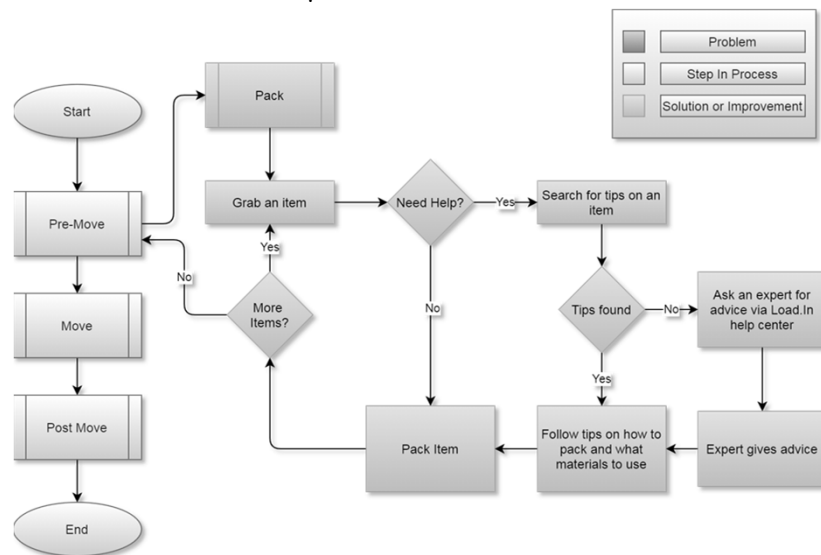 Problem
Step In Process
Solution or Improvement
Start
Pack
Pre-Move
Grab an item
Need Help?
Yes
Search for tips on an
item
Yes
No
More
Items?
No
Tips found
No
Ask an expert for
advice via Load.In
help center
Move
Yes
Post Move
Pack Item
Follow tips on how to
pack and what
materials to use
Expert gives advice
End